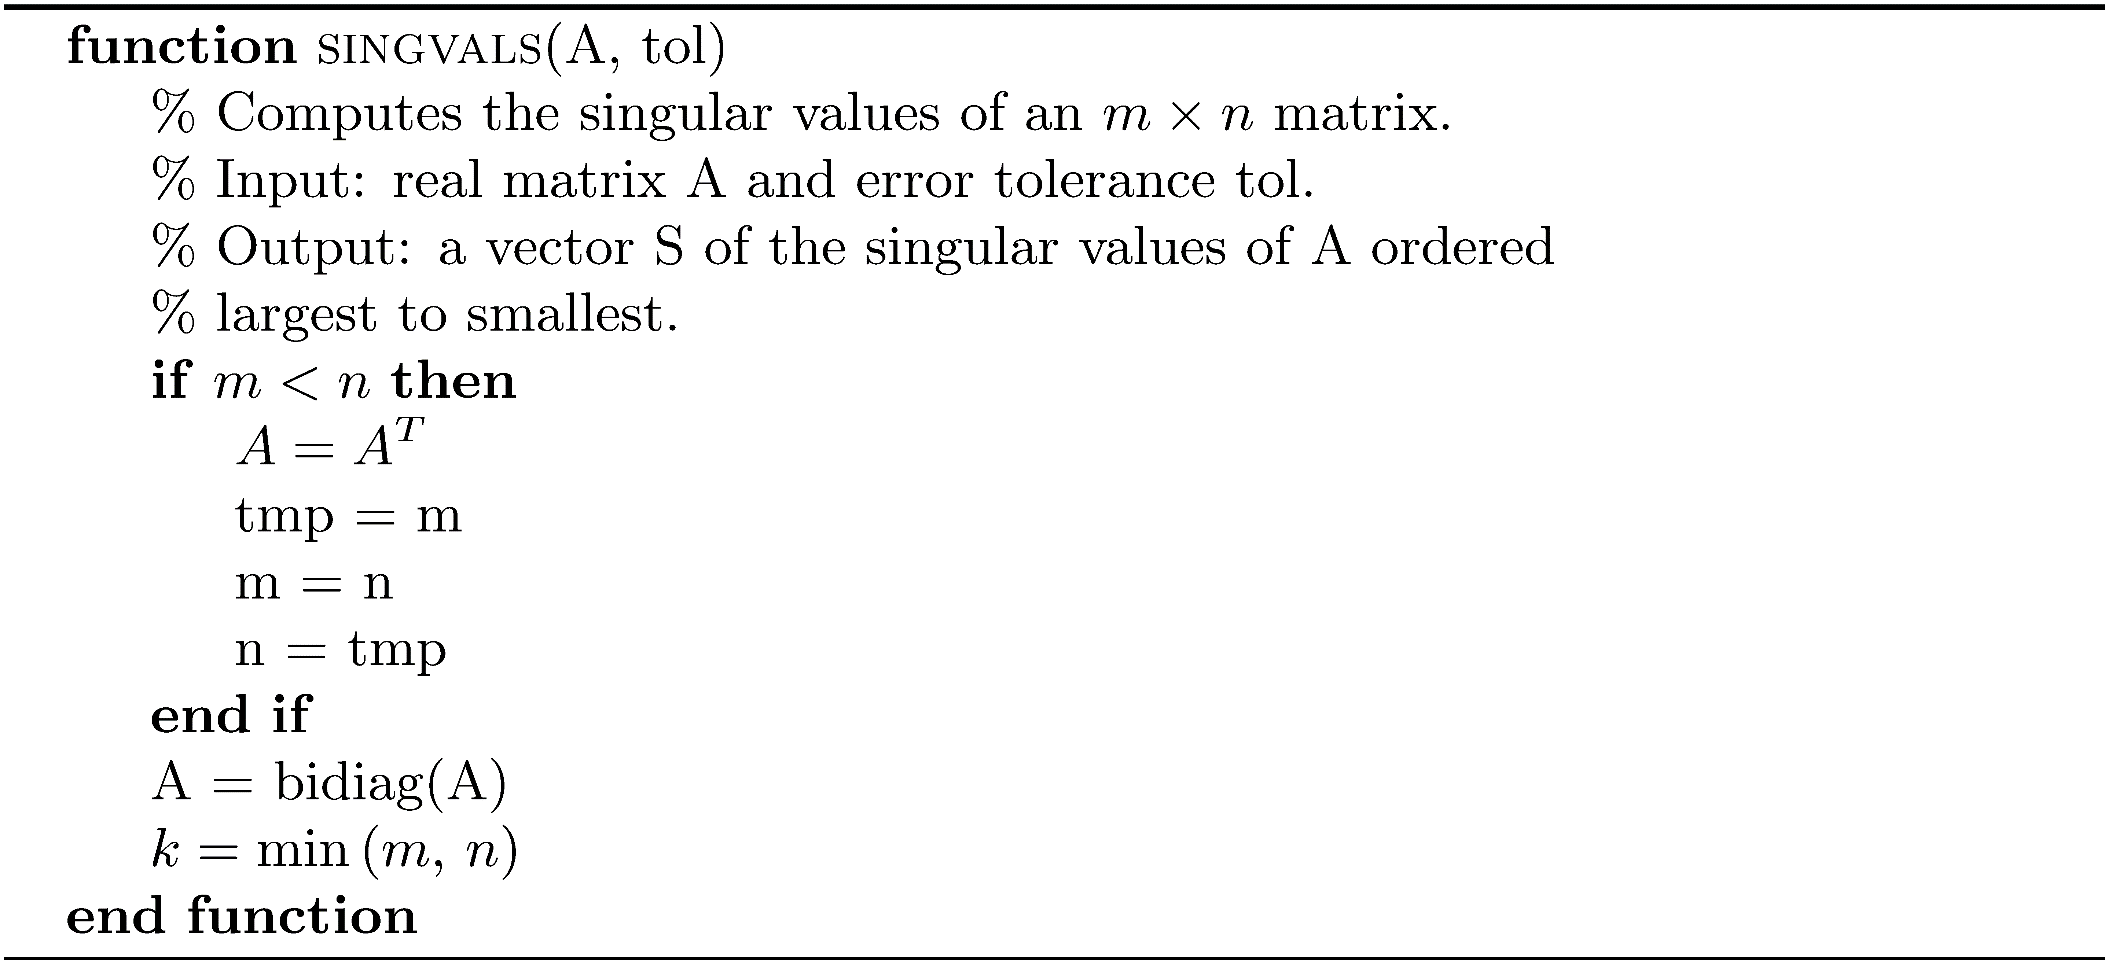 function SINGVALS(A, tol)
% Computes the singular values of an m × n matrix.
% Input: real matrix A and error tolerance tol.
% Output: a vector S of the singular values of A ordered
% largest to smallest.
if m < n then
A = A^T
tmp = m
m = n
n = tmp
end if
A = bidiag(A)
k = min (m, n)
end function